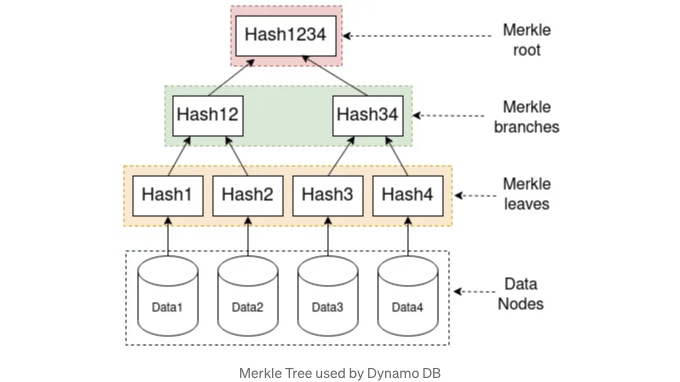 Hash1234
Merkle
root
Hash12
Hash34
Merkle
branches
Hash1
Hash2
Hash3
Hash4
Merkle
leaves
Data1
Data2
Data3
Data4
Data
Nodes
Merkle Tree used by Dynamo DB